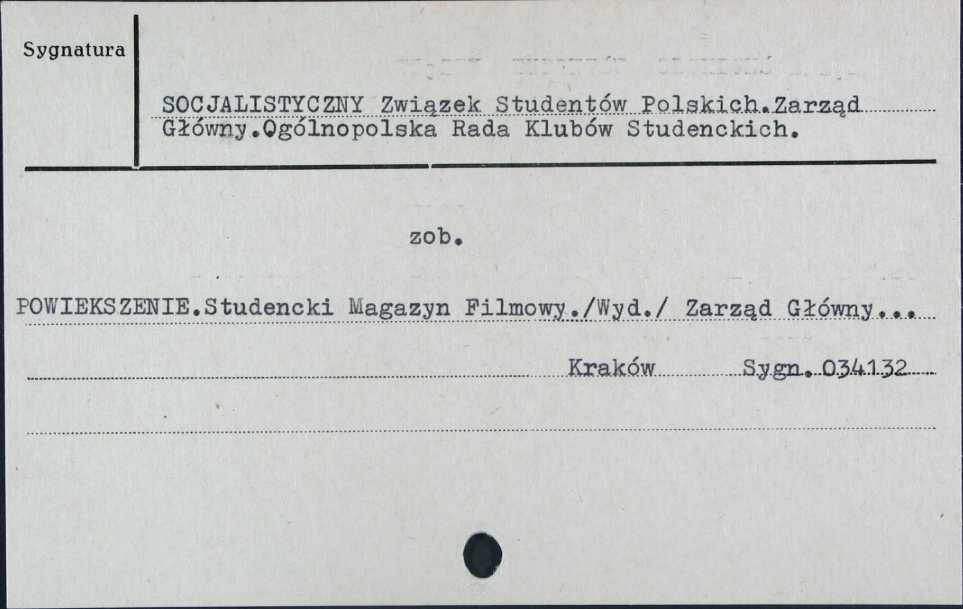 Sygnatura
SOCJALISTYCZNY Związek Studentów Polskich.Zarząd
Główny.Ogólnopolska Rada Klubów Studenckich.
zob.
POWIEKSZENIE.Studencki Magazyn Filmowy./Wyd./ Zarząd Główny...
Kraków Sygn. 034132